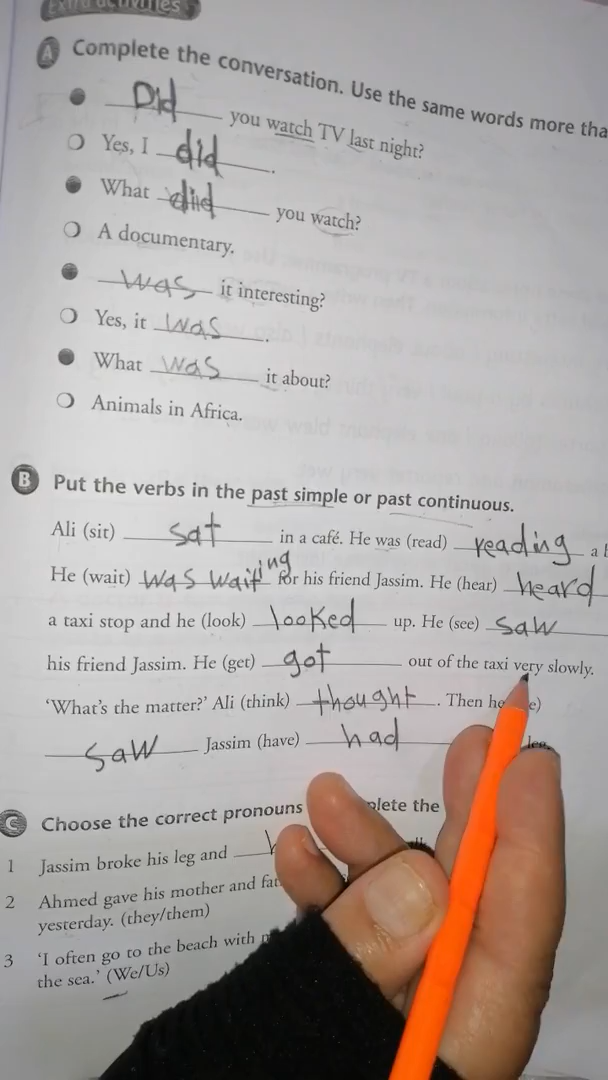 Extra activities
A Complete the conversation. Use the same words more tha
Did you watch TV last night?
Yes, I did.
What did you watch?
A documentary.
was it interesting?
Yes, it was.
What was it about?
Animals in Africa.
B Put the verbs in the past simple or past continuous.
Ali (sit) sat in a café. He was (read) reading a
He (wait) was waiting for his friend Jassim. He (hear) heard
a taxi stop and he (look) looked up. He (see) saw
his friend Jassim. He (get) got out of the taxi very slowly.
'What's the matter?' Ali (think) thought. Then he
saw Jassim (have) had
C Choose the correct pronouns the
1 Jassim broke his leg and
2 Ahmed gave his mother and
yesterday. (they/them)
3 'I often go to the beach with
the sea.' (We/Us)